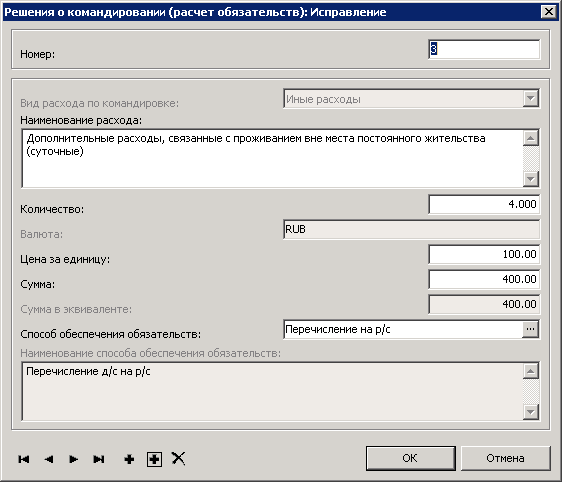 Решения о командировании (расчет обязательств): Исправление
Номер: 3
Вид расхода по командировке: Иные расходы
Наименование расхода:
Дополнительные расходы, связанные с проживанием вне места постоянного жительства
(суточные)
Количество: 4.000
Валюта: RUB
Цена за единицу: 100.00
Сумма: 400.00
Сумма в эквиваленте: 400.00
Способ обеспечения обязательств: Перечисление на р/с ...
Наименование способа обеспечения обязательств:
Перечисление д/с на р/с
OK Отмена